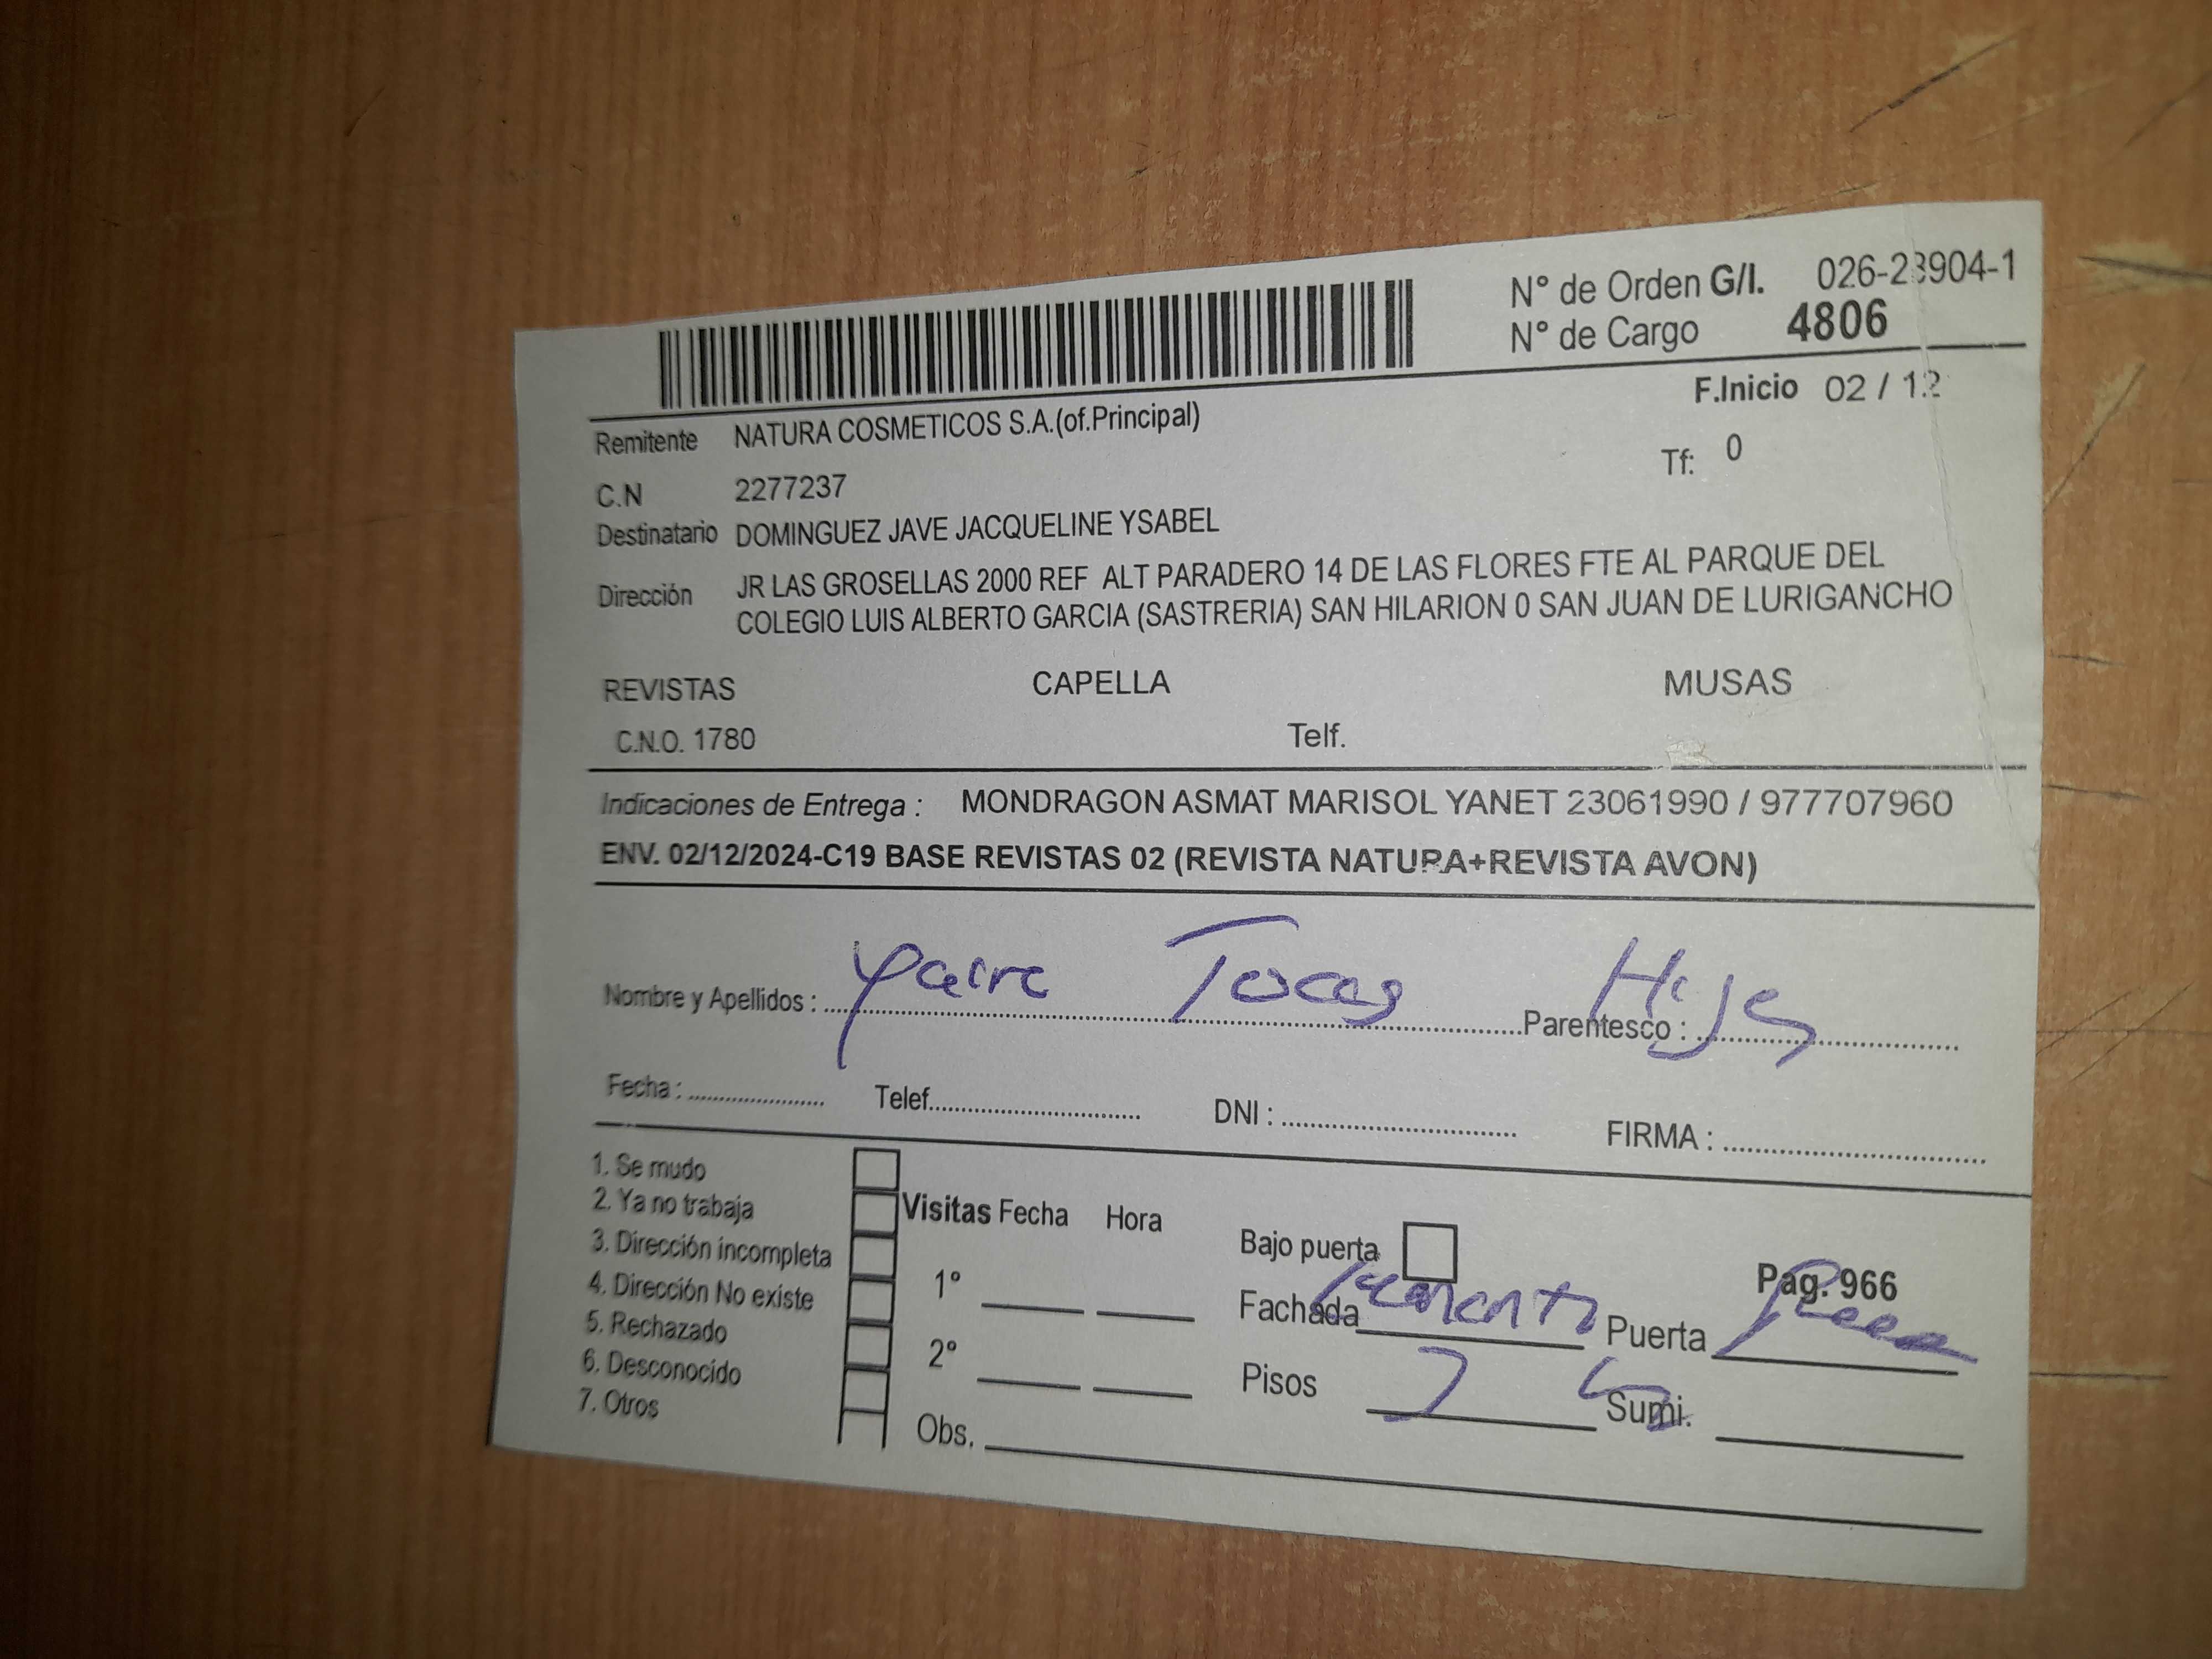 N° de Orden G/I. 026-23904-1
N° de Cargo 4806
F.Inicio 02 / 12
Remitente NATURA COSMETICOS S.A.(of.Principal)
Tf: 0
C.N 2277237
Destinatario DOMINGUEZ JAVE JACQUELINE YSABEL
Dirección JR LAS GROSELLAS 2000 REF ALT PARADERO 14 DE LAS FLORES FTE AL PARQUE DEL
COLEGIO LUIS ALBERTO GARCIA (SASTRERIA) SAN HILARION 0 SAN JUAN DE LURIGANCHO
REVISTAS CAPELLA MUSAS
C.N.O. 1780 Telf.
Indicaciones de Entrega : MONDRAGON ASMAT MARISOL YANET 23061990 / 977707960
ENV. 02/12/2024-C19 BASE REVISTAS 02 (REVISTA NATURA+REVISTA AVON)
Nombre y Apellidos : Parentesco :
Fecha : Telef. DNI : FIRMA :
1. Se mudo
2. Ya no trabaja
3. Dirección incompleta
4. Dirección No existe
5. Rechazado
6. Desconocido
7. Otros
Visitas Fecha Hora
1°
2°
Obs.
Bajo puerta
Pag. 966
Fachada Puerta
Pisos Sumi.